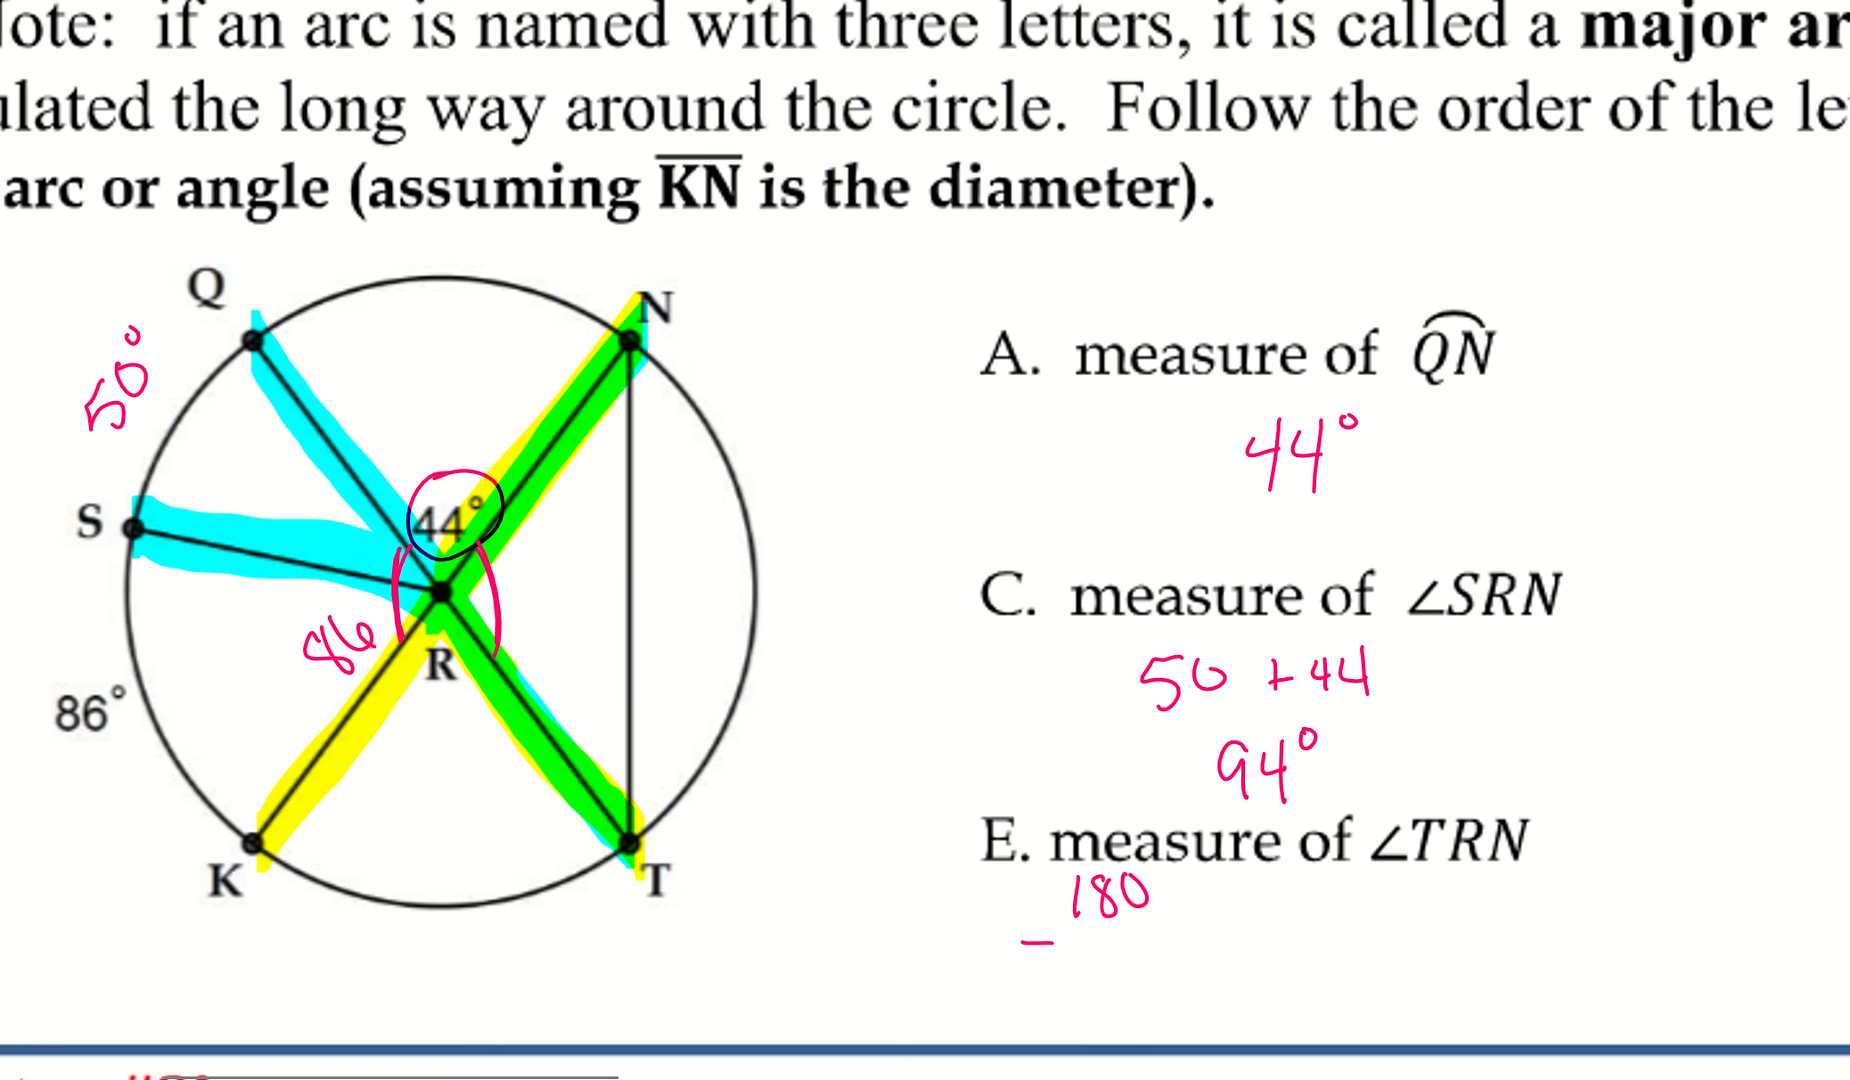 ote: if an arc is named with three letters, it is called a major ar
ulated the long way around the circle. Follow the order of the le
arc or angle (assuming KN is the diameter).
Q
N
50°
A. measure of QN
44°
44°
S
C. measure of ∠SRN
86
R
50 + 44
86°
94°
E. measure of ∠TRN
K
T
180
−